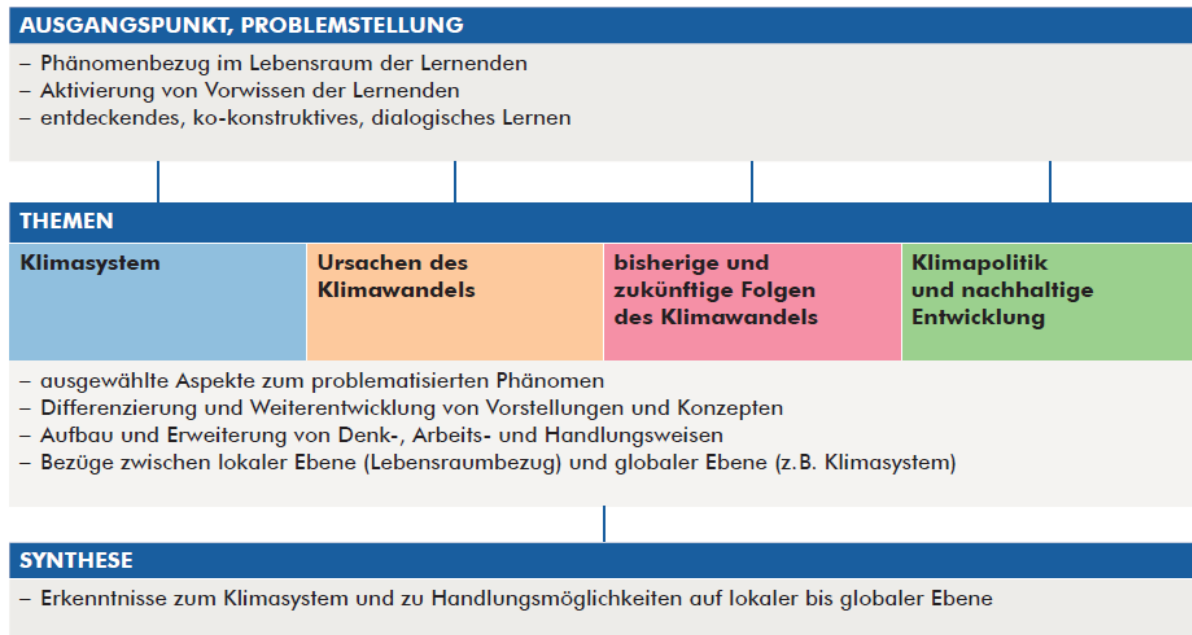 AUSGANGSPUNKT, PROBLEMSTELLUNG
– Phänomenbezug im Lebensraum der Lernenden
– Aktivierung von Vorwissen der Lernenden
– entdeckendes, ko-konstruktives, dialogisches Lernen
THEMEN
Klimasystem
Ursachen des
Klimawandels
bisherige und
zukünftige Folgen
des Klimawandels
Klimapolitik
und nachhaltige
Entwicklung
– ausgewählte Aspekte zum problematisierten Phänomen
– Differenzierung und Weiterentwicklung von Vorstellungen und Konzepten
– Aufbau und Erweiterung von Denk-, Arbeits- und Handlungsweisen
– Bezüge zwischen lokaler Ebene (Lebensraumbezug) und globaler Ebene (z.B. Klimasystem)
SYNTHESE
– Erkenntnisse zum Klimasystem und zu Handlungsmöglichkeiten auf lokaler bis globaler Ebene